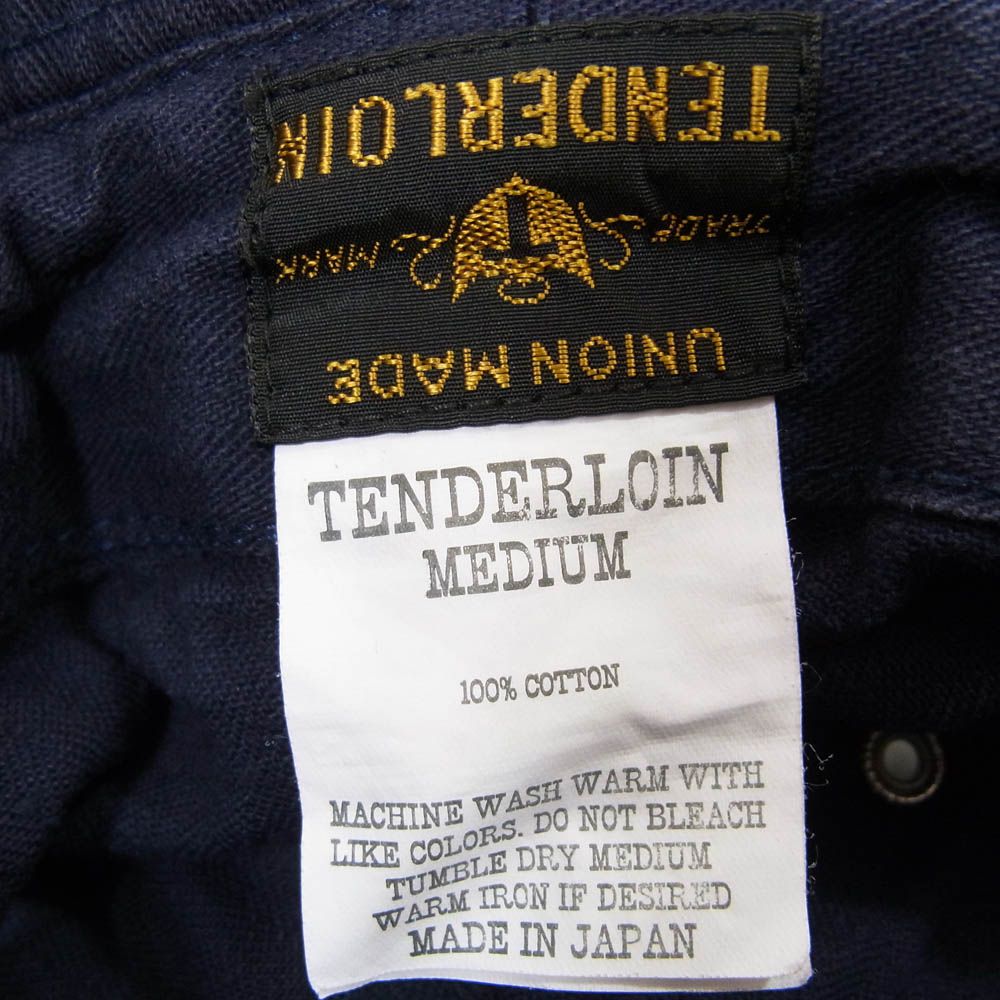 TENDERLOIN
TRADE MARK
T
UNION MADE
TENDERLOIN
MEDIUM
100% COTTON
MACHINE WASH WARM WITH
LIKE COLORS. DO NOT BLEACH
TUMBLE DRY MEDIUM
WARM IRON IF DESIRED
MADE IN JAPAN